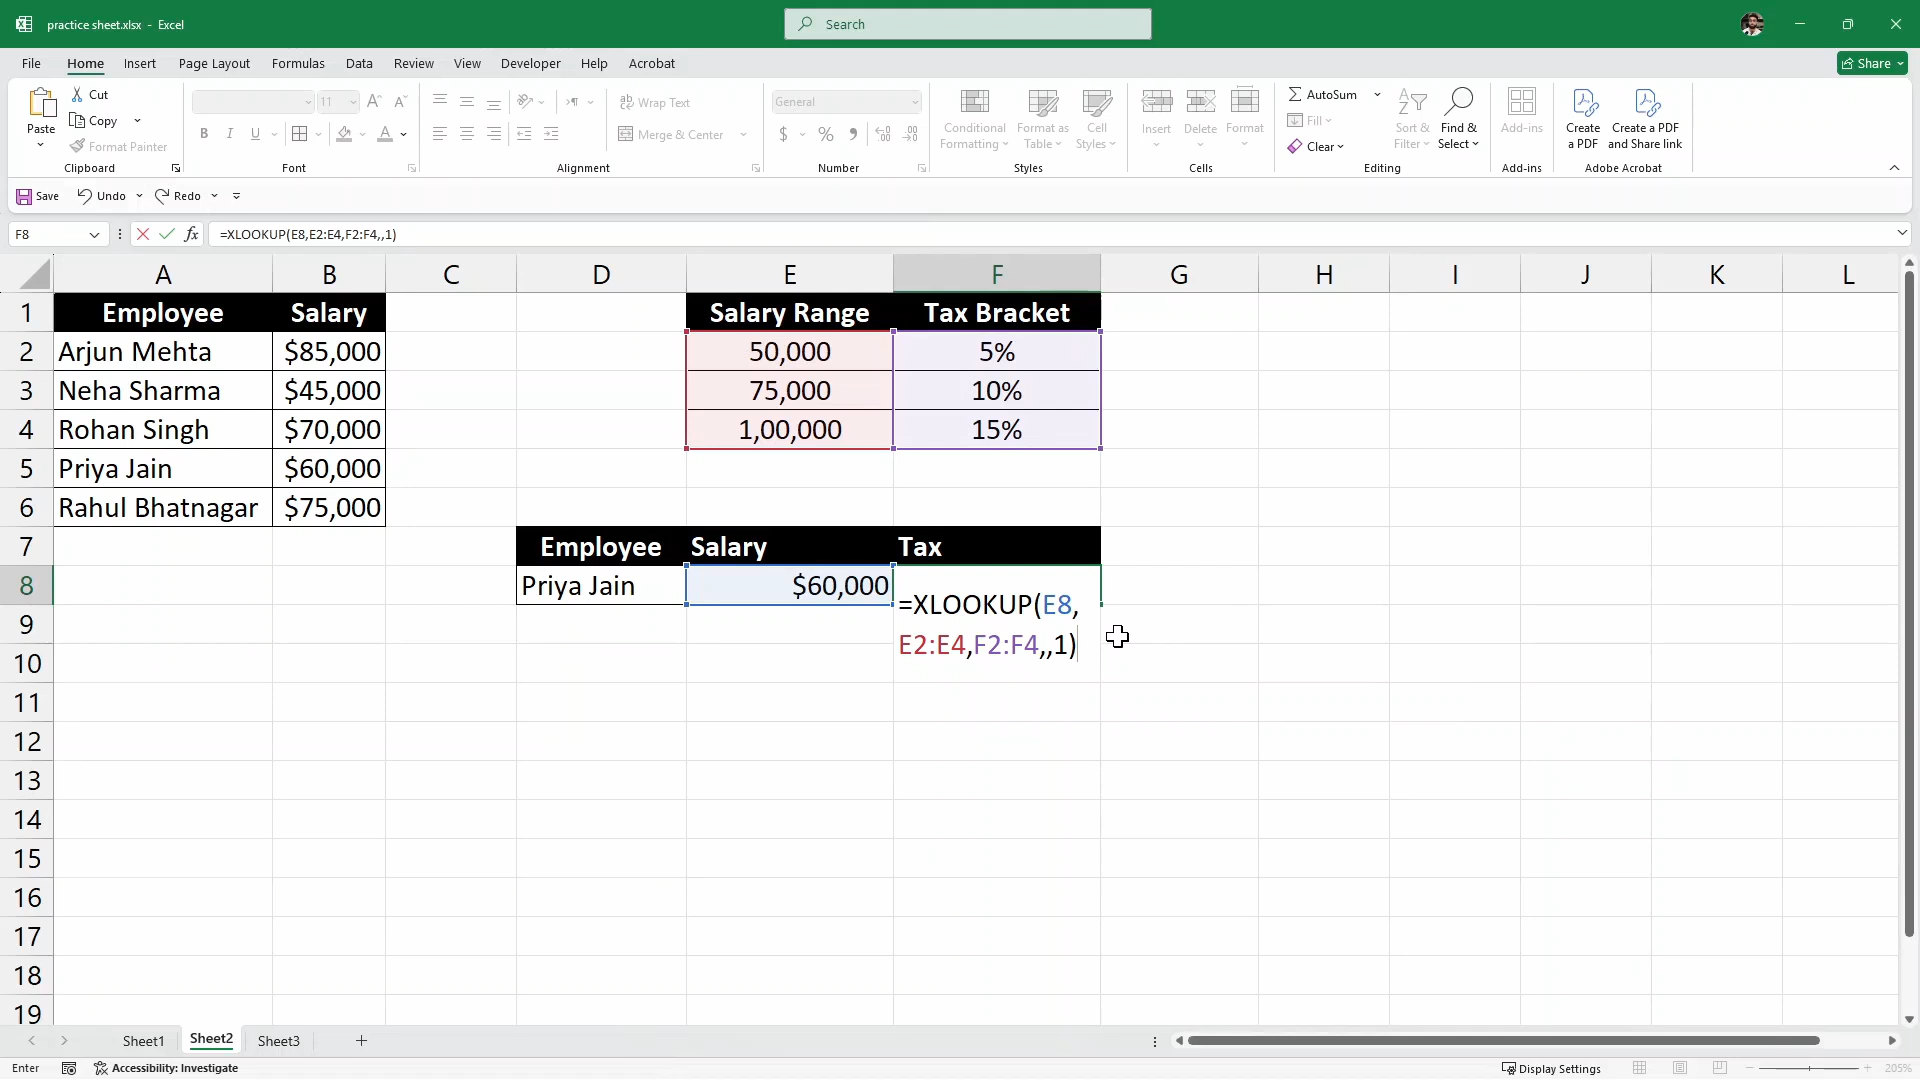 practice sheet.xlsx - Excel
Search
File Home Insert Page Layout Formulas Data Review View Developer Help Acrobat
Share
Paste
Cut
Copy
Format Painter
Clipboard
11
B I U
Font
Wrap Text
Merge & Center
Alignment
General
$ % 9
Number
Conditional Formatting
Format as Table
Cell Styles
Styles
Insert
Delete
Format
Cells
AutoSum
Fill
Clear
Sort & Filter
Find & Select
Editing
Add-ins
Add-ins
Create a PDF
Create a PDF and Share link
Adobe Acrobat
Save Undo Redo
F8 fx =XLOOKUP(E8,E2:E4,F2:F4,,1)
A B C D E F G H I J K L
1 Employee Salary Salary Range Tax Bracket
2 Arjun Mehta $85,000 50,000 5%
3 Neha Sharma $45,000 75,000 10%
4 Rohan Singh $70,000 1,00,000 15%
5 Priya Jain $60,000
6 Rahul Bhatnagar $75,000
7 Employee Salary Tax
8 Priya Jain $60,000 =XLOOKUP(E8,
9 E2:E4,F2:F4,,1)
10
11
12
13
14
15
16
17
18
19
Sheet1 Sheet2 Sheet3
Enter Accessibility: Investigate Display Settings 205%